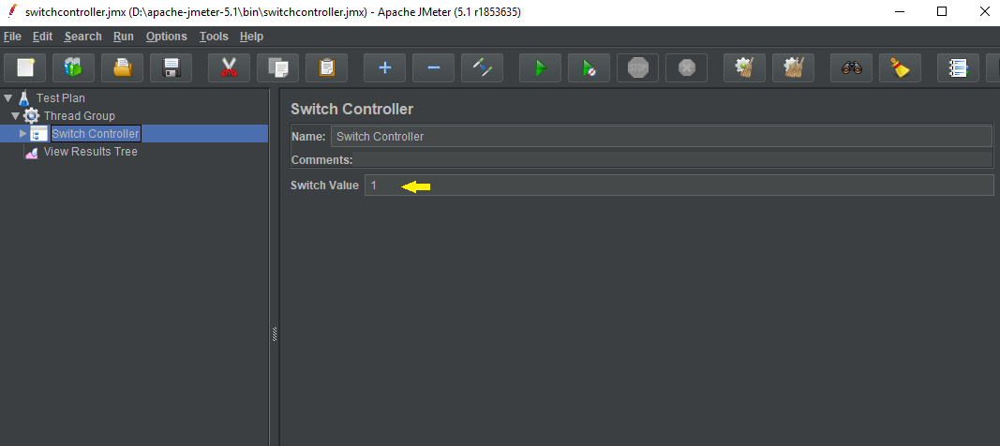 switchcontroller.jmx (D:\apache-jmeter-5.1\bin\switchcontroller.jmx) - Apache JMeter (5.1 r1853635)
File Edit Search Run Options Tools Help
STOP
Test Plan
Thread Group
Switch Controller
View Results Tree
Switch Controller
Name: Switch Controller
Comments:
Switch Value 1